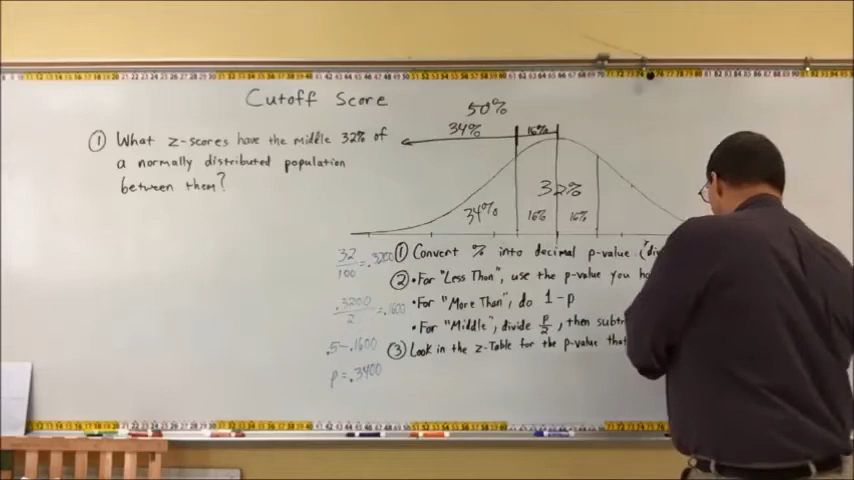 Cutoff Score
① What z-scores have the middle 32% of
a normally distributed population
between them?
50%
34% 16%
32%
34% 16% 16%
32/100 = .3200
.3200/2 = .1600
.5 - .1600
p = .3400
① Convert % into decimal p-value
② • For "Less Than", use the p-value you
• For "More Than", do 1-p
• For "Middle", divide p/2, then
③ Look in the z-Table for the p-value